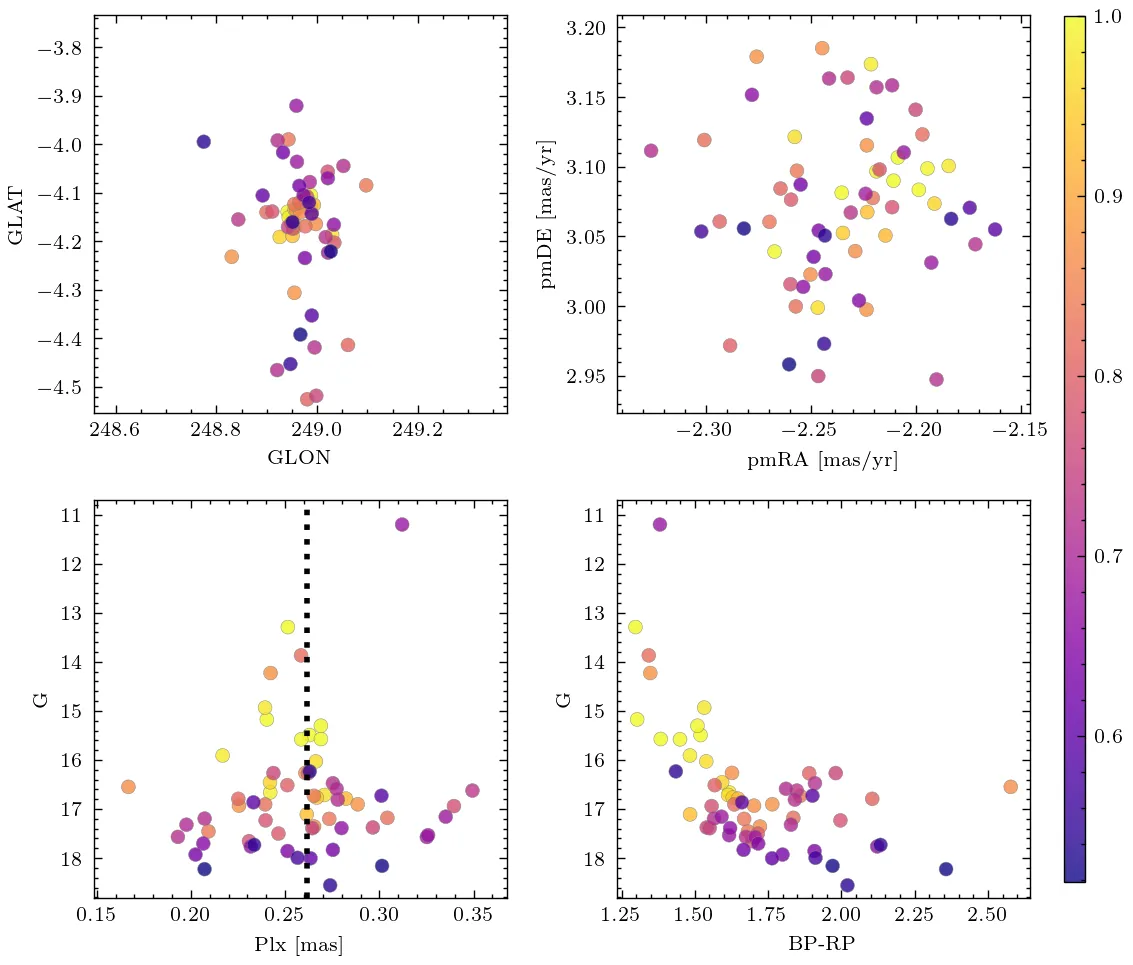 −3.8
−3.9
−4.0
−4.1
−4.2
−4.3
−4.4
−4.5
GLAT
248.6 248.8 249.0 249.2
GLON
3.20
3.15
3.10
3.05
3.00
2.95
pmDE [mas/yr]
−2.30 −2.25 −2.20 −2.15
pmRA [mas/yr]
1.0
0.9
0.8
0.7
0.6
11
12
13
14
15
16
17
18
G
0.15 0.20 0.25 0.30 0.35
Plx [mas]
11
12
13
14
15
16
17
18
G
1.25 1.50 1.75 2.00 2.25 2.50
BP-RP